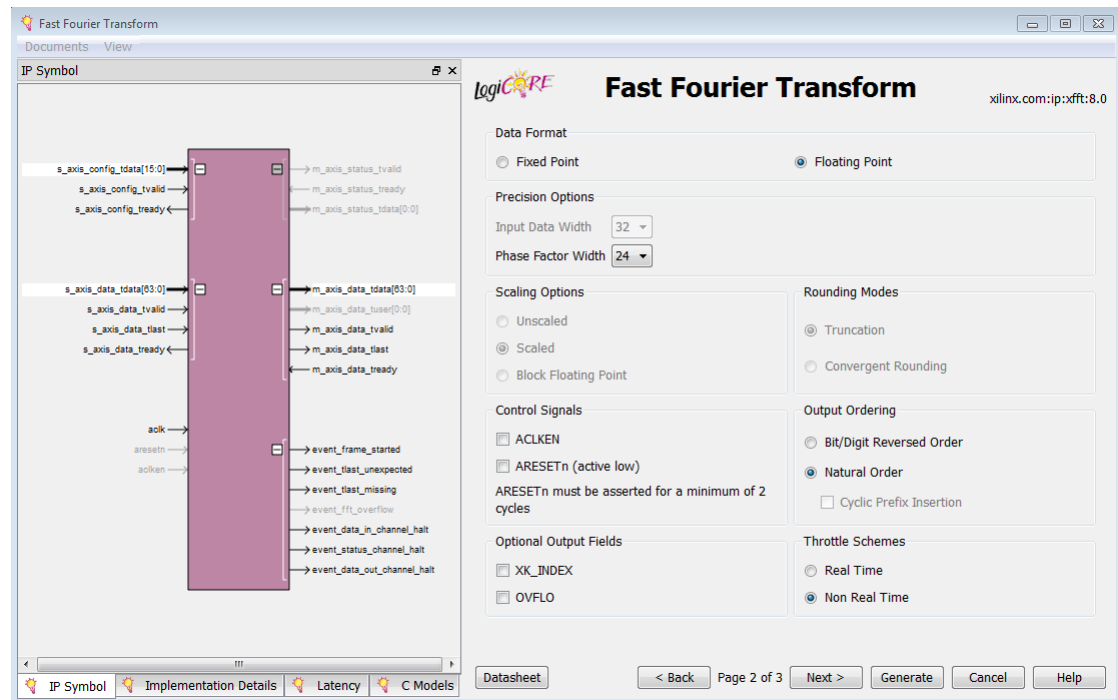 Fast Fourier Transform
Documents View
IP Symbol
s_axis_config_tdata[15:0]
s_axis_config_tvalid
s_axis_config_tready
s_axis_data_tdata[63:0]
s_axis_data_tvalid
s_axis_data_tlast
s_axis_data_tready
aclk
aresetn
aclken
m_axis_status_tvalid
m_axis_status_tready
m_axis_status_tdata[0:0]
m_axis_data_tdata[63:0]
m_axis_data_tuser[0:0]
m_axis_data_tvalid
m_axis_data_tlast
m_axis_data_tready
event_frame_started
event_tlast_unexpected
event_tlast_missing
event_fft_overflow
event_data_in_channel_halt
event_status_channel_halt
event_data_out_channel_halt
IP Symbol Implementation Details Latency C Models
LogiCORE
Fast Fourier Transform
xilinx.com:ip:xfft:8.0
Data Format
Fixed Point Floating Point
Precision Options
Input Data Width 32
Phase Factor Width 24
Scaling Options
Unscaled
Scaled
Block Floating Point
Rounding Modes
Truncation
Convergent Rounding
Control Signals
ACLKEN
ARESETn (active low)
ARESETn must be asserted for a minimum of 2
cycles
Output Ordering
Bit/Digit Reversed Order
Natural Order
Cyclic Prefix Insertion
Optional Output Fields
XK_INDEX
OVFLO
Throttle Schemes
Real Time
Non Real Time
Datasheet < Back Page 2 of 3 Next > Generate Cancel Help